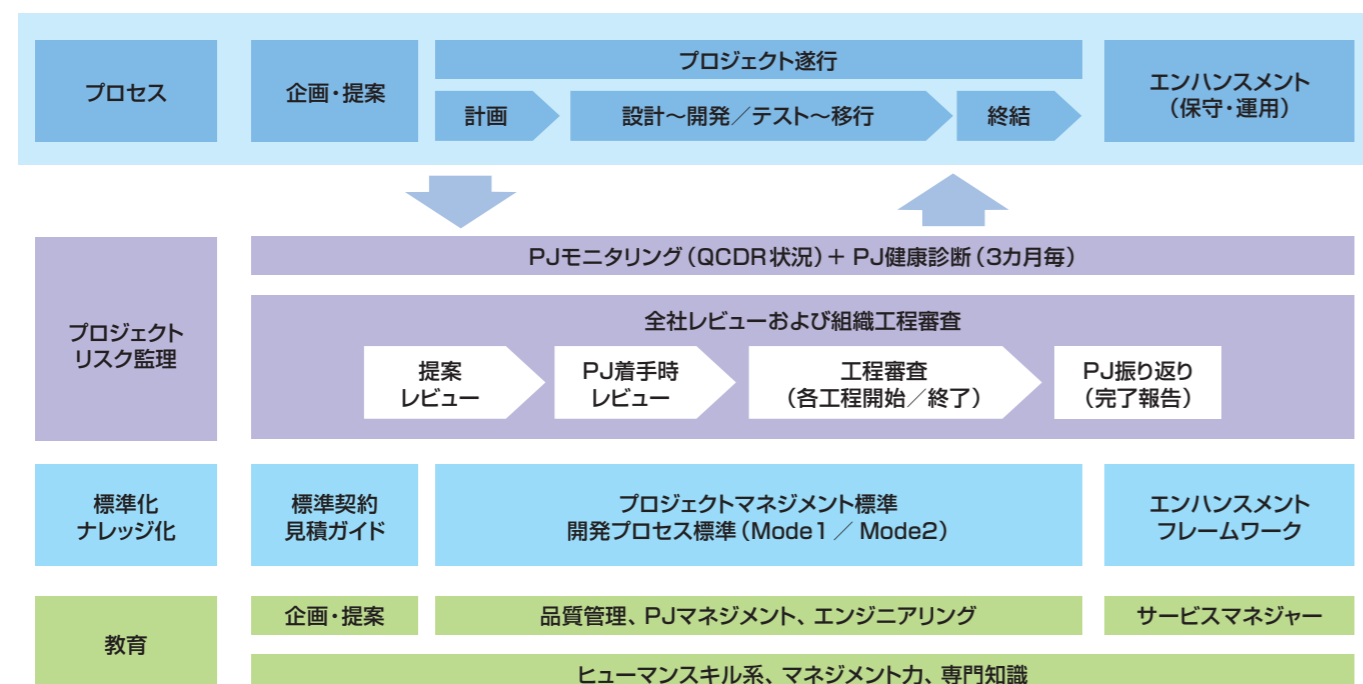 プロセス
企画・提案
プロジェクト遂行
計画
設計～開発／テスト～移行
終結
エンハンスメント
（保守・運用）
プロジェクト
リスク監理
PJモニタリング（QCDR状況）＋ PJ健康診断（3カ月毎）
全社レビューおよび組織工程審査
提案
レビュー
PJ着手時
レビュー
工程審査
（各工程開始／終了）
PJ振り返り
（完了報告）
標準化
ナレッジ化
標準契約
見積ガイド
プロジェクトマネジメント標準
開発プロセス標準（Mode1 ／ Mode2）
エンハンスメント
フレームワーク
教育
企画・提案
品質管理、PJマネジメント、エンジニアリング
サービスマネジャー
ヒューマンスキル系、マネジメント力、専門知識